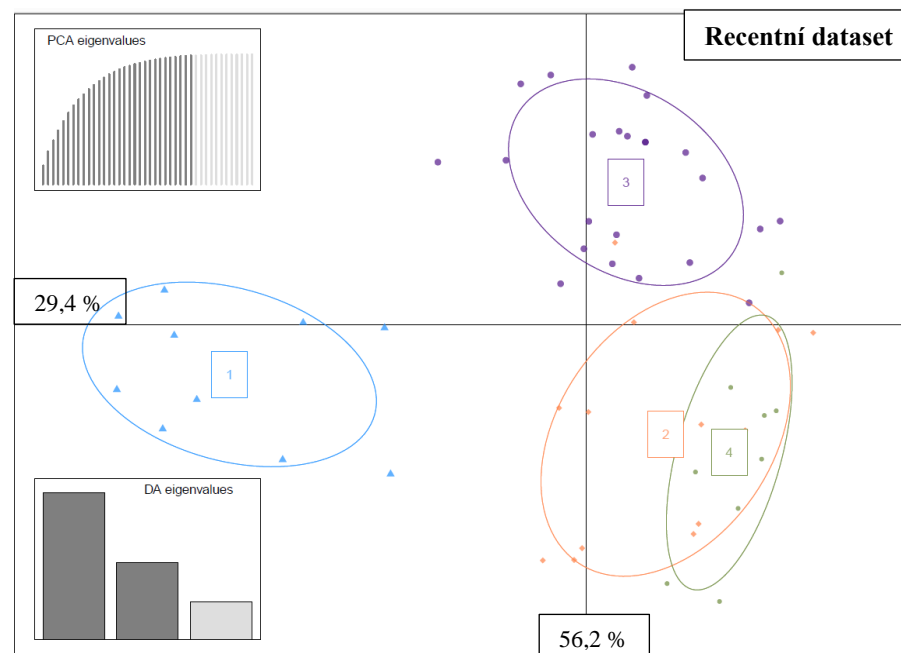 PCA eigenvalues
Recentní dataset
3
29,4 %
1
2
4
DA eigenvalues
56,2 %